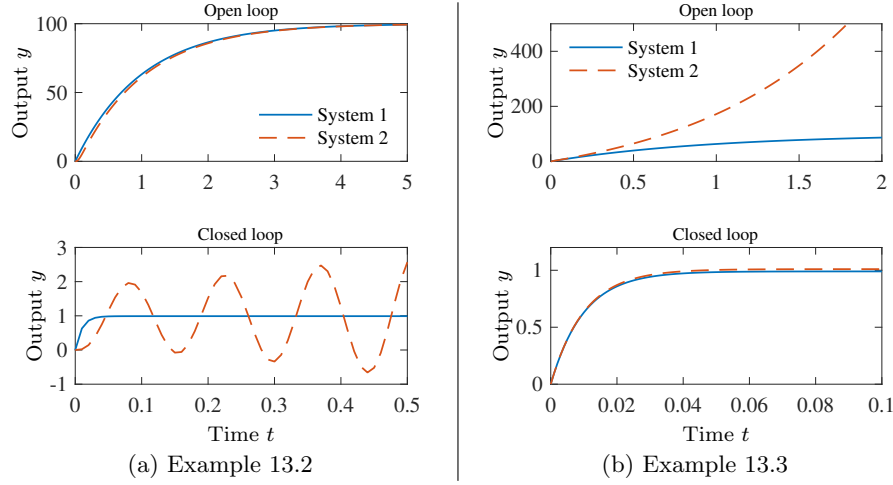 Open loop
100
50
0
Output y
System 1
System 2
0 1 2 3 4 5
Closed loop
3
2
1
0
-1
Output y
0 0.1 0.2 0.3 0.4 0.5
Time t
(a) Example 13.2
Open loop
400
200
0
Output y
System 1
System 2
0 0.5 1 1.5 2
Closed loop
1
0.5
0
Output y
0 0.02 0.04 0.06 0.08 0.1
Time t
(b) Example 13.3